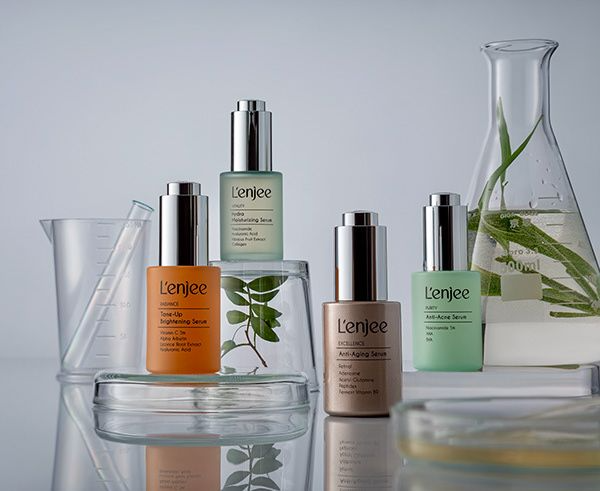 L'enjee
VITALITY
Hydra
Moisturizing Serum
Niacinamide
Hyaluronic Acid
Hibiscus Fruit Extract
Collagen
L'enjee
RADIANCE
Tone-Up
Brightening Serum
Vitamin C
Alpha Arbutin
Licorice Root Extract
Hyaluronic Acid
L'enjee
EXCELLENCE
Anti-Aging Serum
Retinal
Adenosine
Peptides
L'enjee
PURITY
Anti-Acne Serum
Niacinamide 5%
BHA